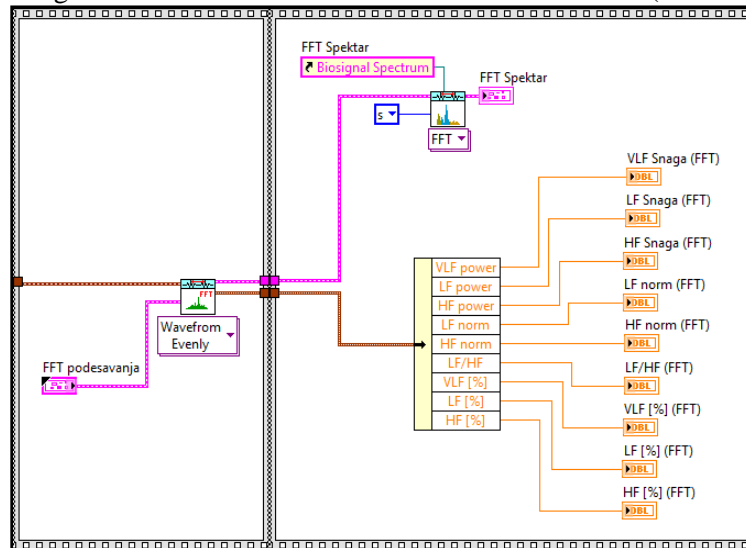 FFT Spektar
Biosignal Spectrum
FFT Spektar
s
FFT
VLF Snaga (FFT)
DBL
LF Snaga (FFT)
DBL
HF Snaga (FFT)
DBL
LF norm (FFT)
DBL
HF norm (FFT)
DBL
LF/HF (FFT)
DBL
VLF [%] (FFT)
DBL
LF [%] (FFT)
DBL
HF [%] (FFT)
DBL
VLF power
LF power
HF power
LF norm
HF norm
LF/HF
VLF [%]
LF [%]
HF [%]
FFT
Wavefrom
Evenly
FFT podesavanja